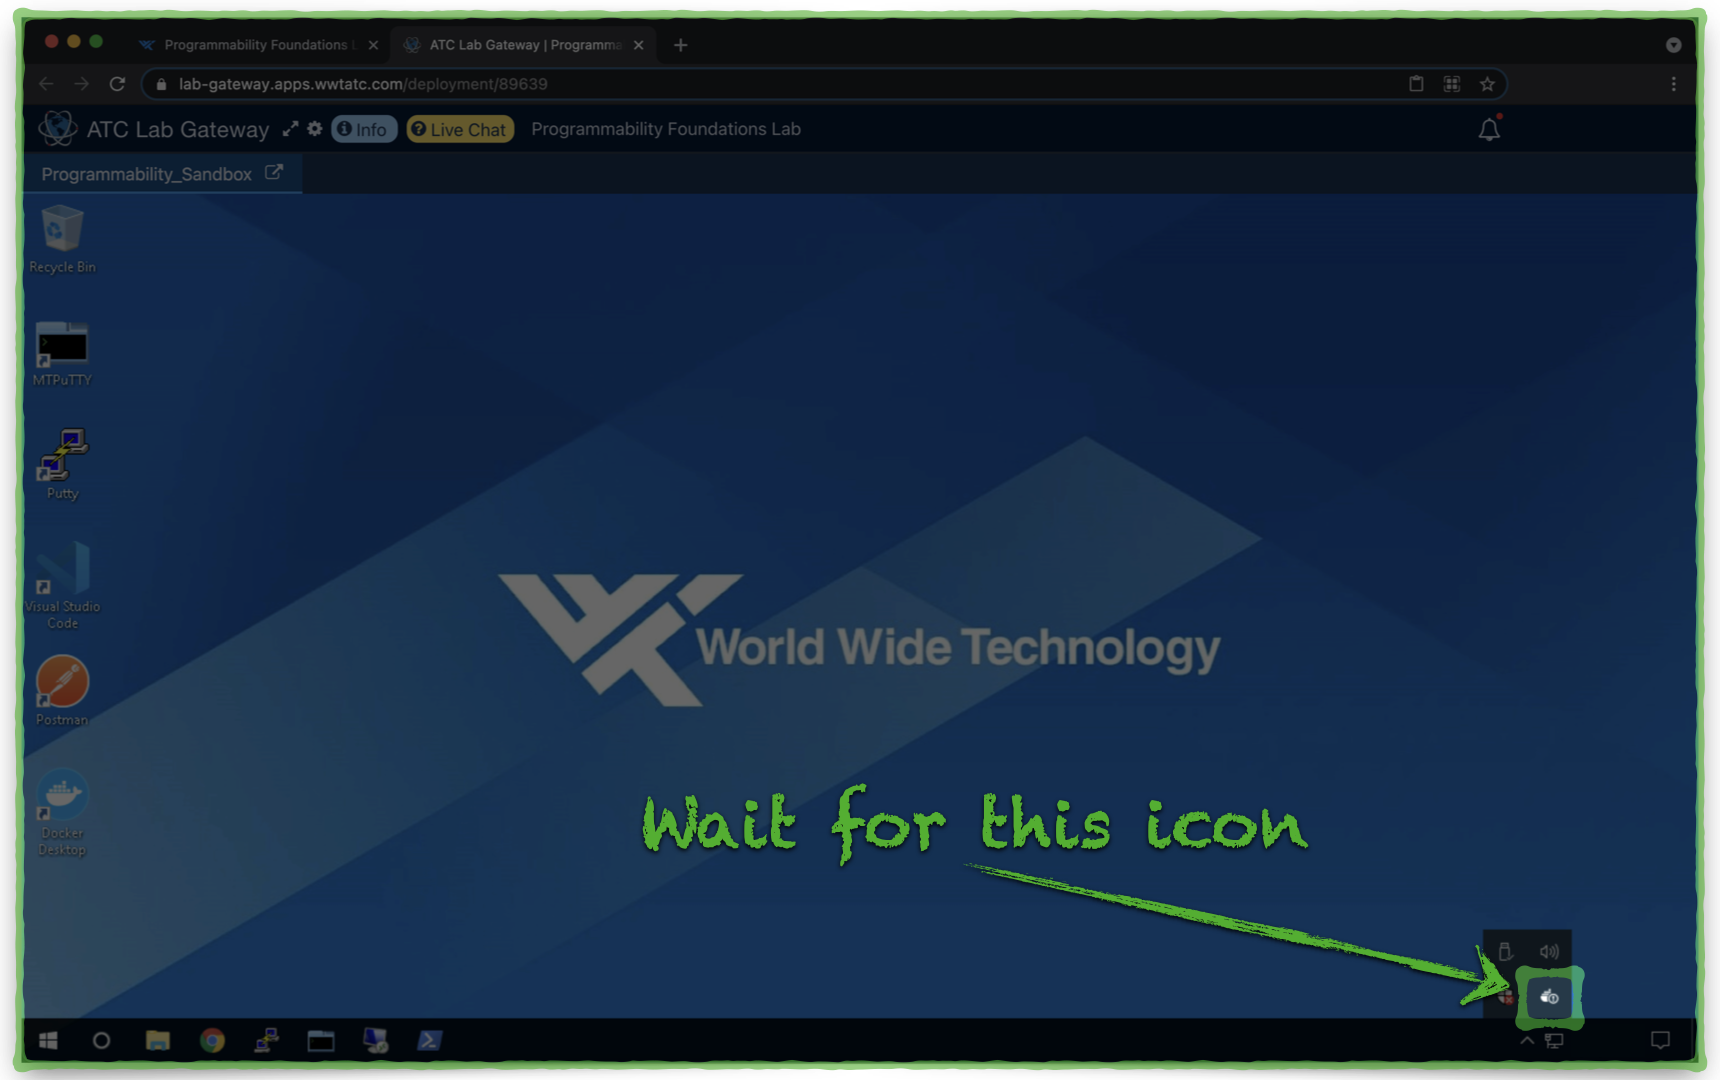 Programmability Foundations L
ATC Lab Gateway | Programma
lab-gateway.apps.wwtatc.com/deployment/89639
ATC Lab Gateway
Info
Live Chat
Programmability Foundations Lab
Programmability_Sandbox
Recycle Bin
MTPuTTY
Putty
Visual Studio
Code
Postman
Docker
Desktop
World Wide Technology
Wait for this icon